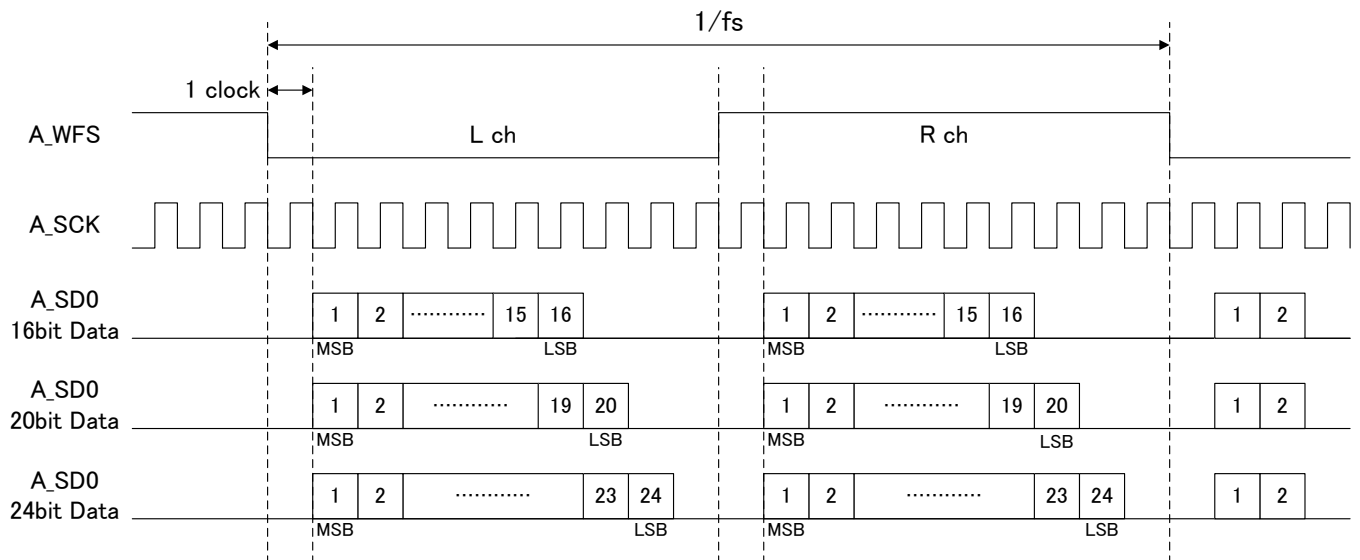 1/fs
1 clock
A_WFS
L ch
R ch
A_SCK
A_SD0
16bit Data
1 2 ………… 15 16
1 2 ………… 15 16
1 2
MSB LSB
MSB LSB
A_SD0
20bit Data
1 2 ………… 19 20
1 2 ………… 19 20
1 2
MSB LSB
MSB LSB
A_SD0
24bit Data
1 2 ………… 23 24
1 2 ………… 23 24
1 2
MSB LSB
MSB LSB